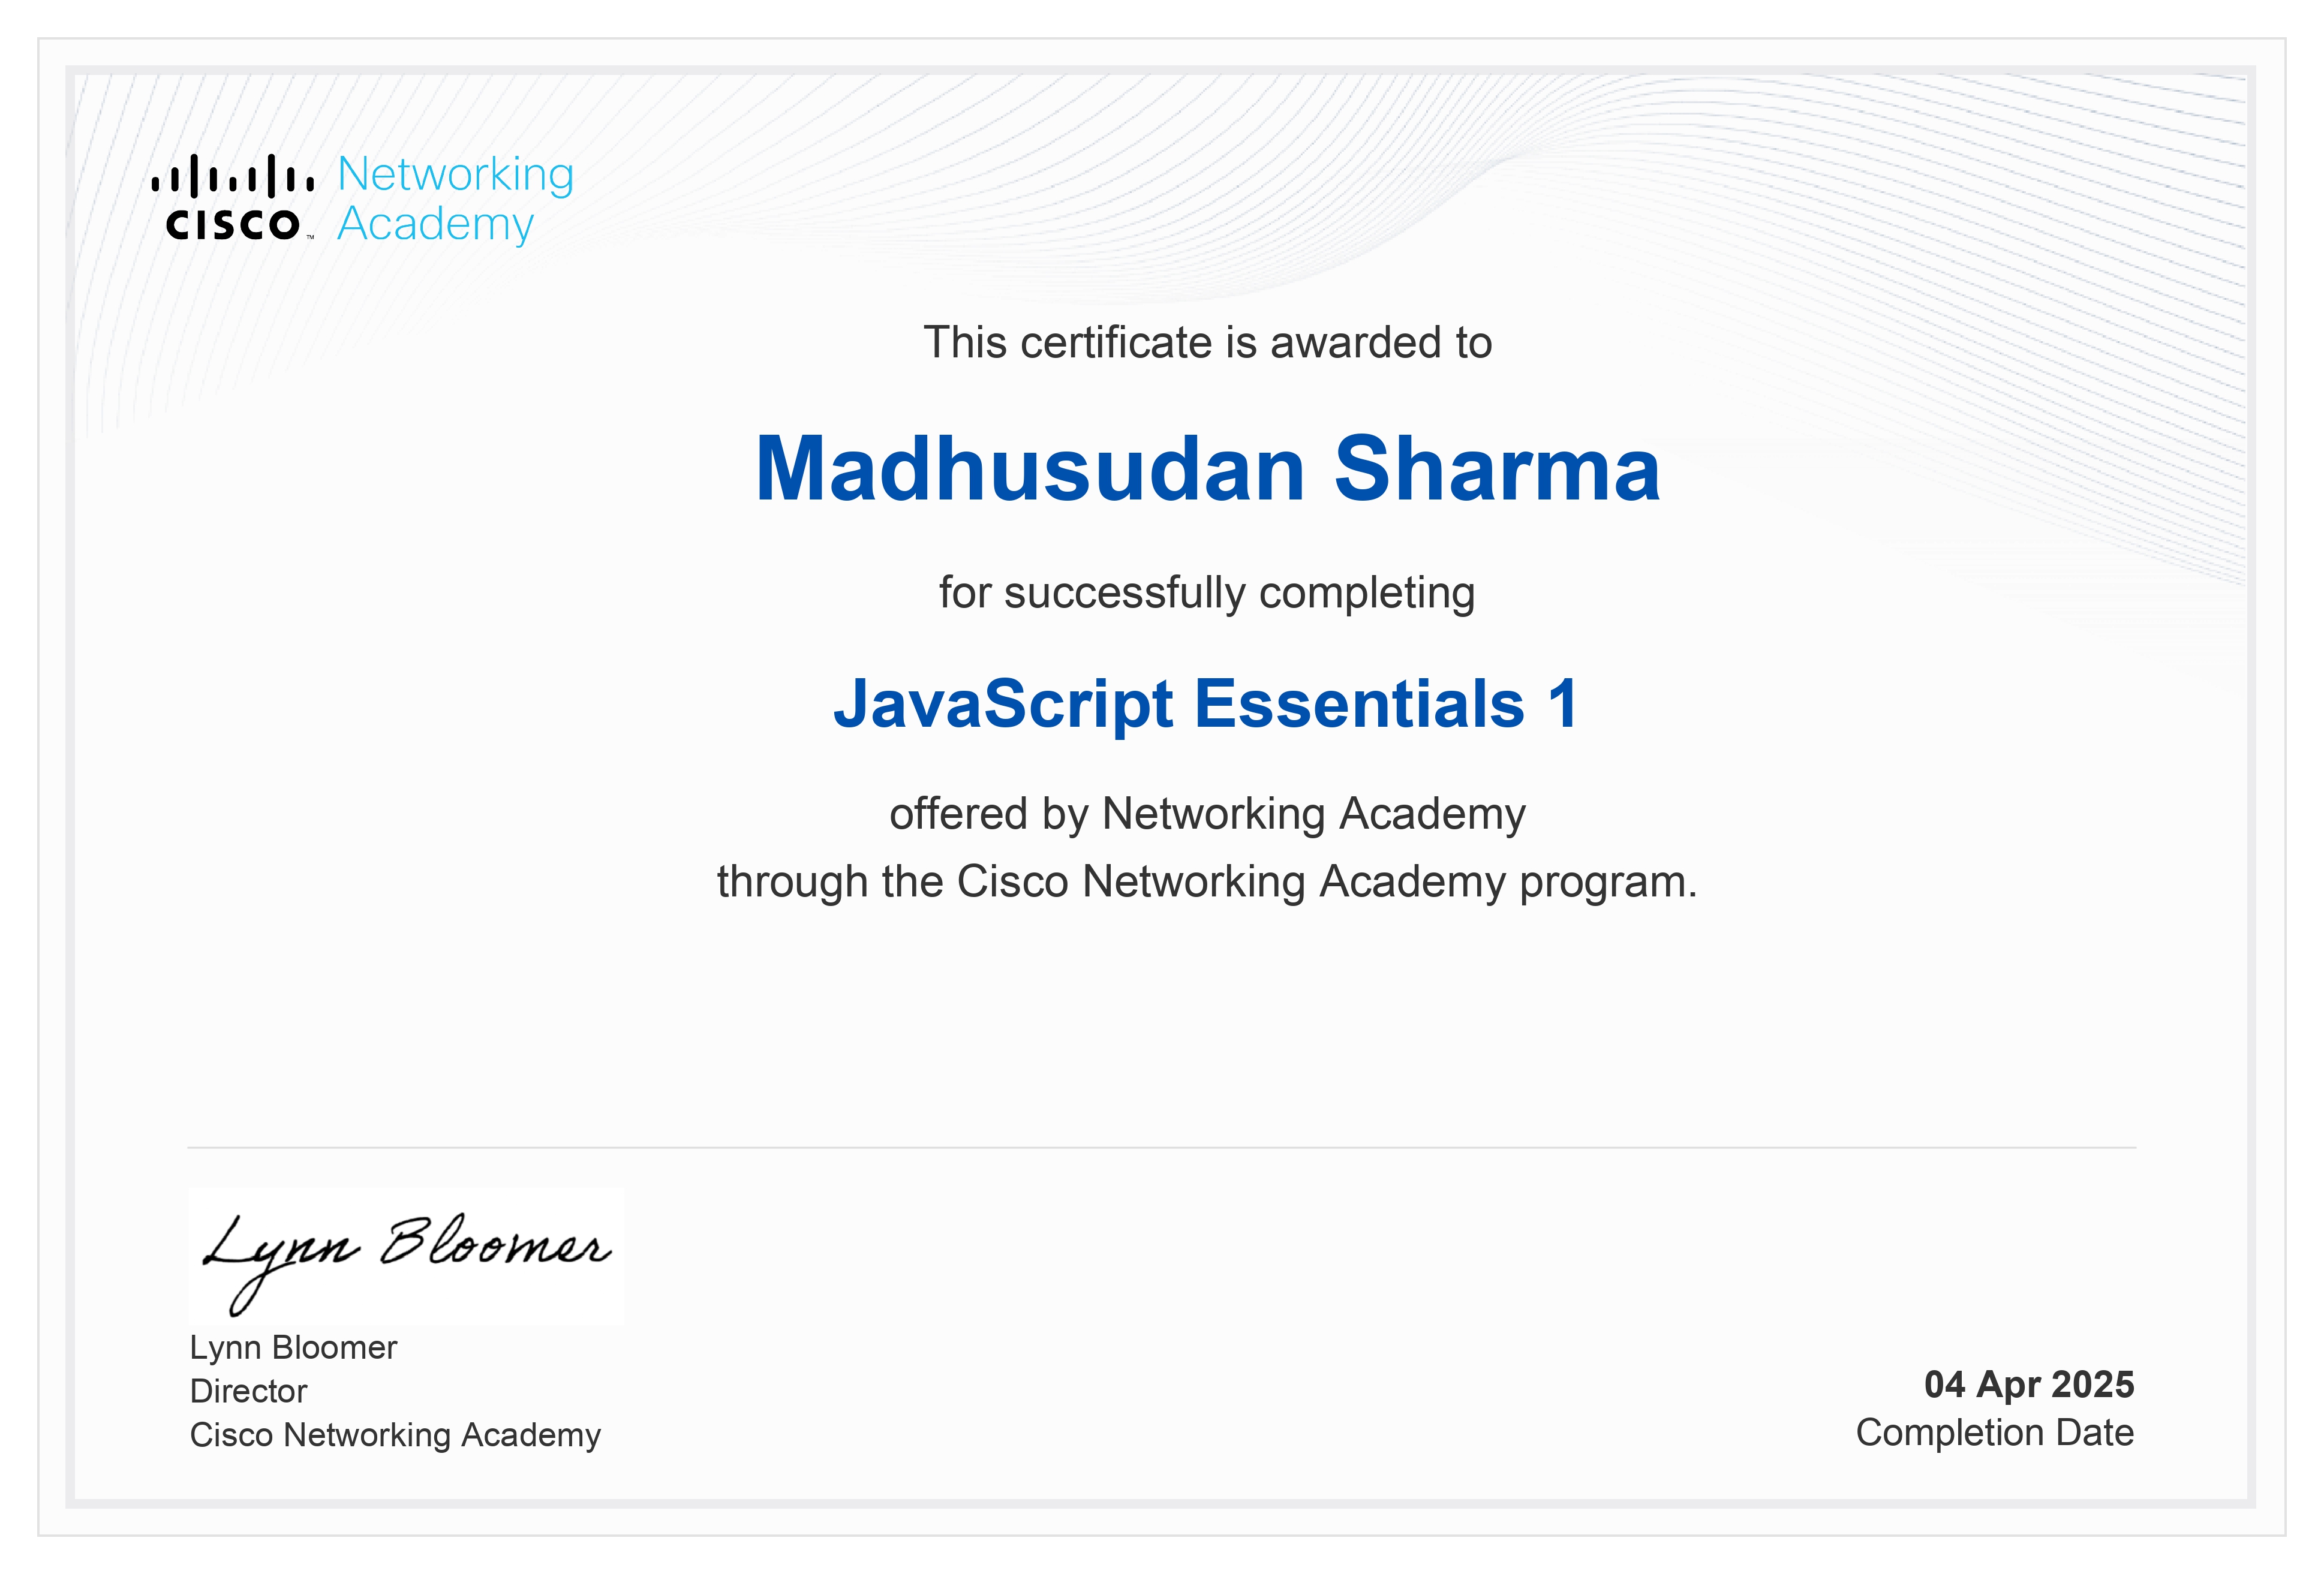 Networking
Academy
CISCO™
This certificate is awarded to
Madhusudan Sharma
for successfully completing
JavaScript Essentials 1
offered by Networking Academy
through the Cisco Networking Academy program.
Lynn Bloomer
Lynn Bloomer
Director
Cisco Networking Academy
04 Apr 2025
Completion Date